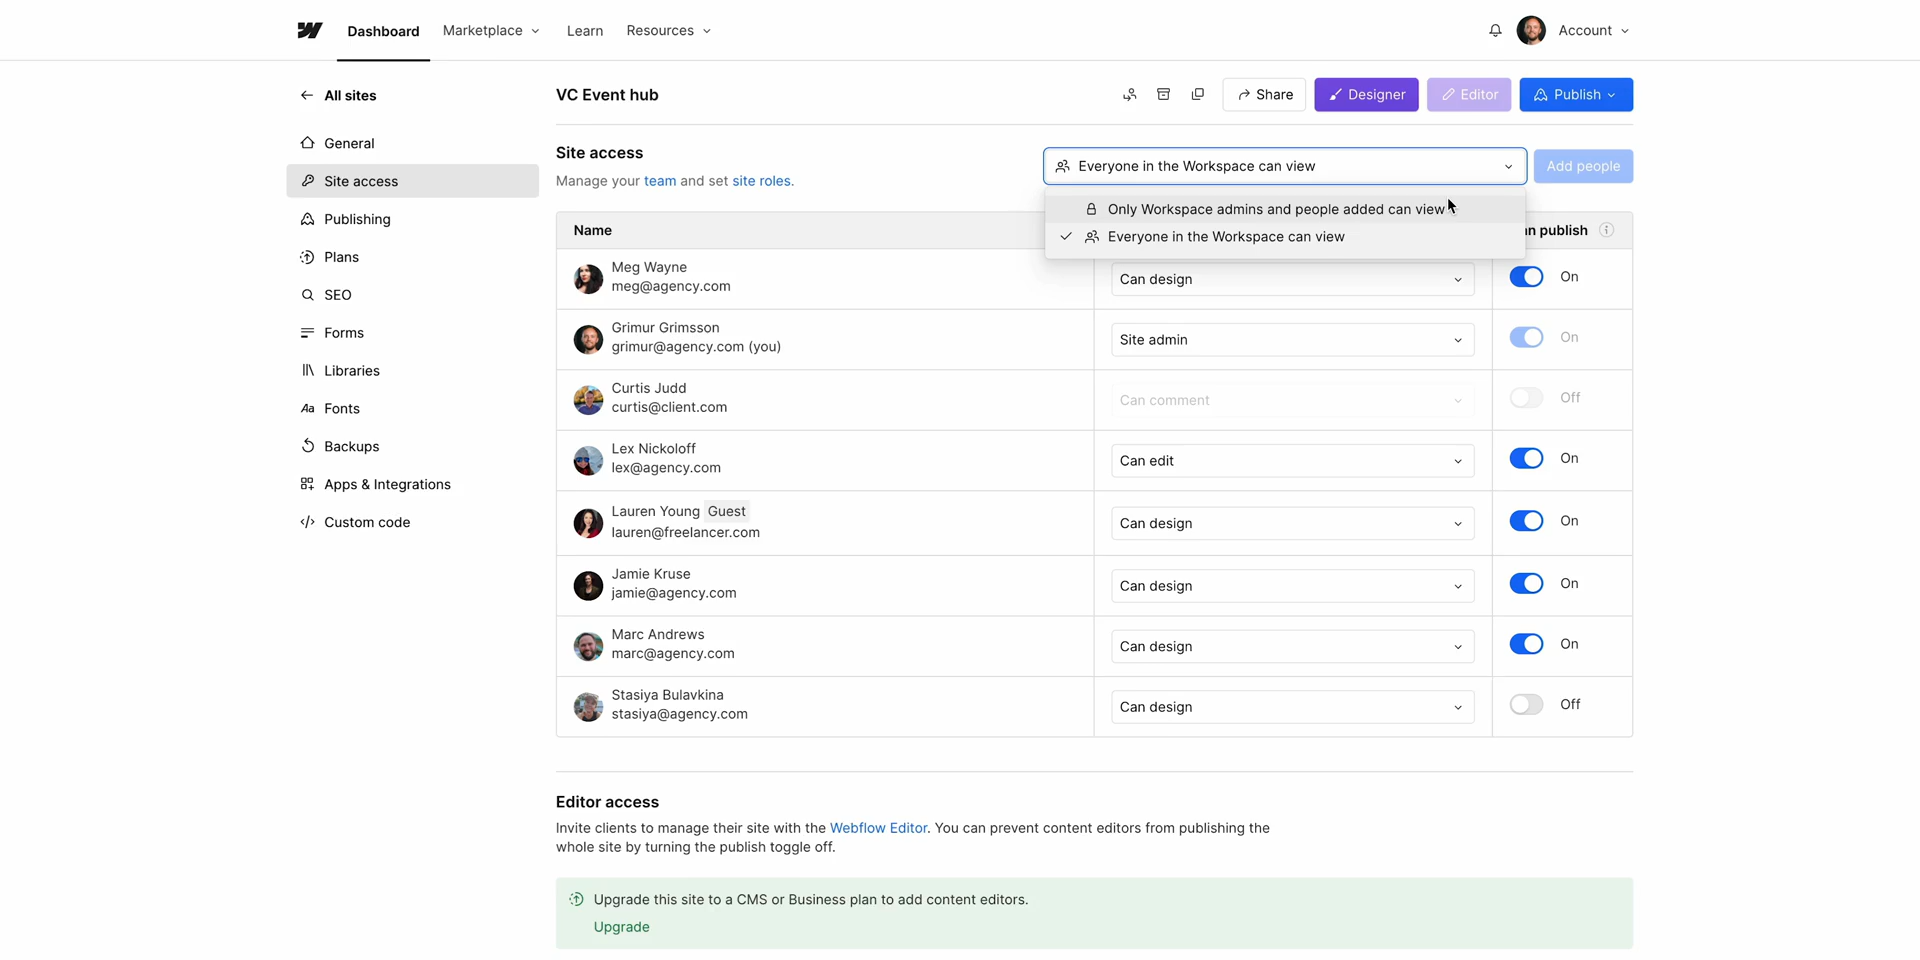 Dashboard
Marketplace
Learn
Resources
Account
All sites
VC Event hub
Share
Designer
Editor
Publish
General
Site access
Publishing
Plans
SEO
Forms
Libraries
Aa Fonts
Backups
Apps & Integrations
</> Custom code
Site access
Manage your team and set site roles.
Everyone in the Workspace can view
Add people
Only Workspace admins and people added can view
Everyone in the Workspace can view
Name
publish
Meg Wayne
meg@agency.com
Can design
On
Grimur Grimsson
grimur@agency.com (you)
Site admin
On
Curtis Judd
curtis@client.com
Can comment
Off
Lex Nickoloff
lex@agency.com
Can edit
On
Lauren Young Guest
lauren@freelancer.com
Can design
On
Jamie Kruse
jamie@agency.com
Can design
On
Marc Andrews
marc@agency.com
Can design
On
Stasiya Bulavkina
stasiya@agency.com
Can design
Off
Editor access
Invite clients to manage their site with the Webflow Editor. You can prevent content editors from publishing the
whole site by turning the publish toggle off.
Upgrade this site to a CMS or Business plan to add content editors.
Upgrade